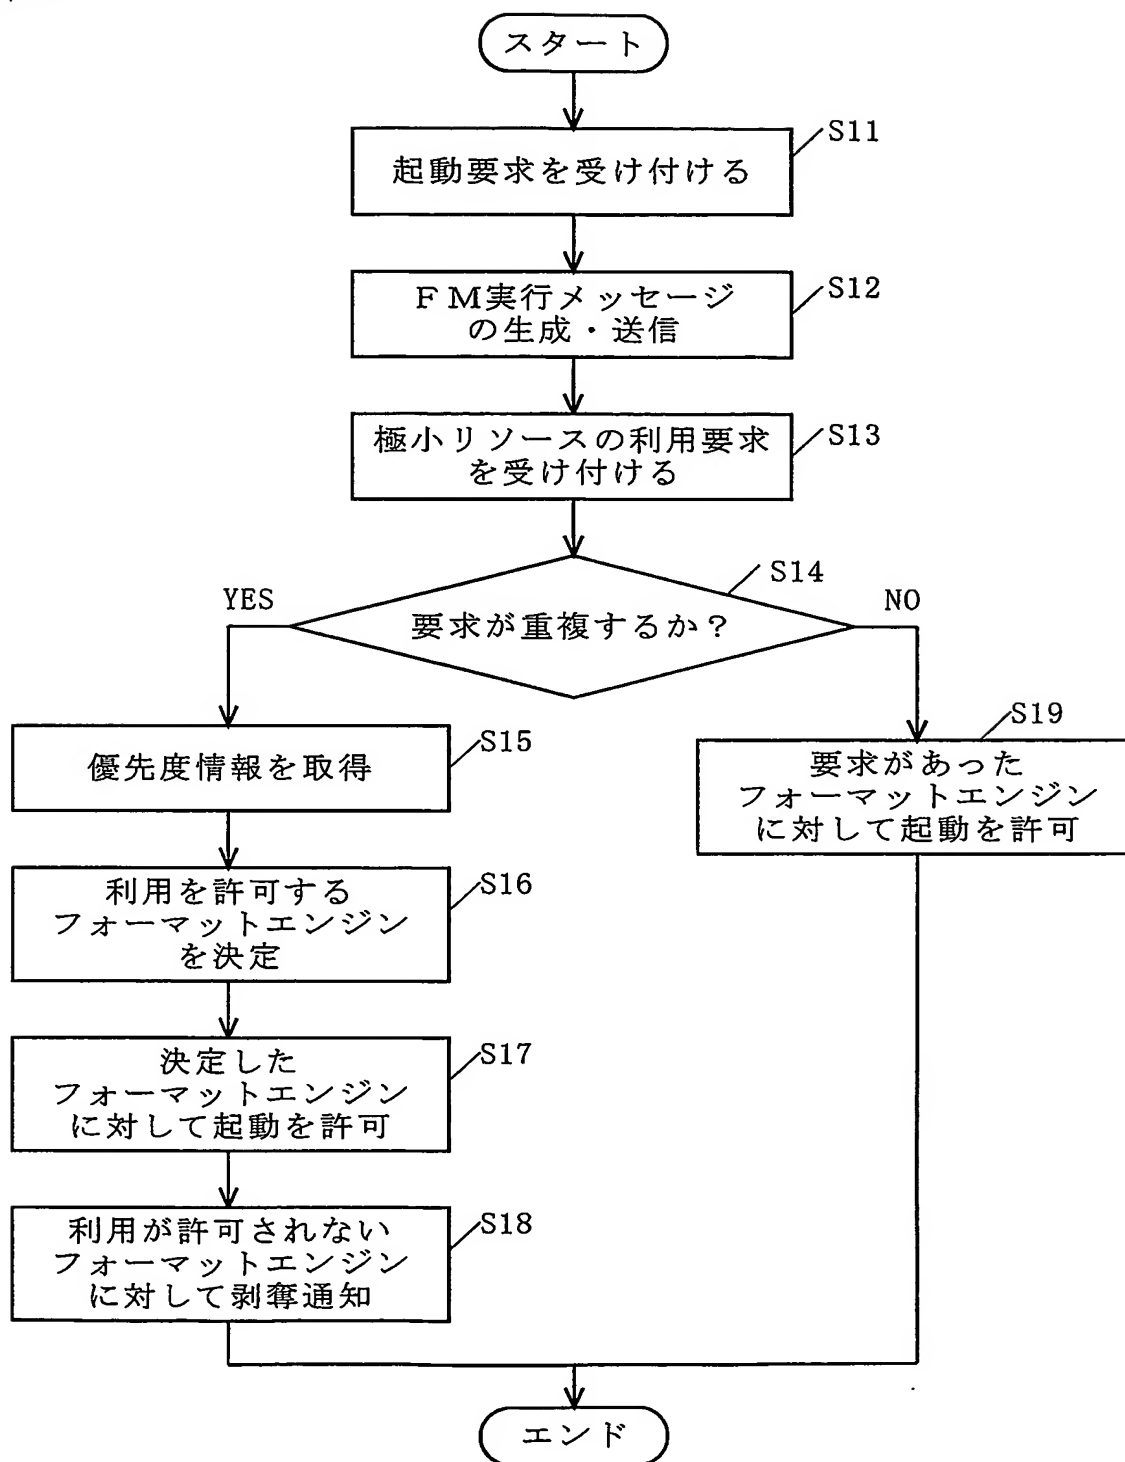 スタート
S11
起動要求を受け付ける
S12
ＦＭ実行メッセージ
の生成・送信
S13
極小リソースの利用要求
を受け付ける
S14
YES
NO
要求が重複するか？
S15
優先度情報を取得
S19
要求があった
フォーマットエンジン
に対して起動を許可
S16
利用を許可する
フォーマットエンジン
を決定
S17
決定した
フォーマットエンジン
に対して起動を許可
S18
利用が許可されない
フォーマットエンジン
に対して剥奪通知
エンド